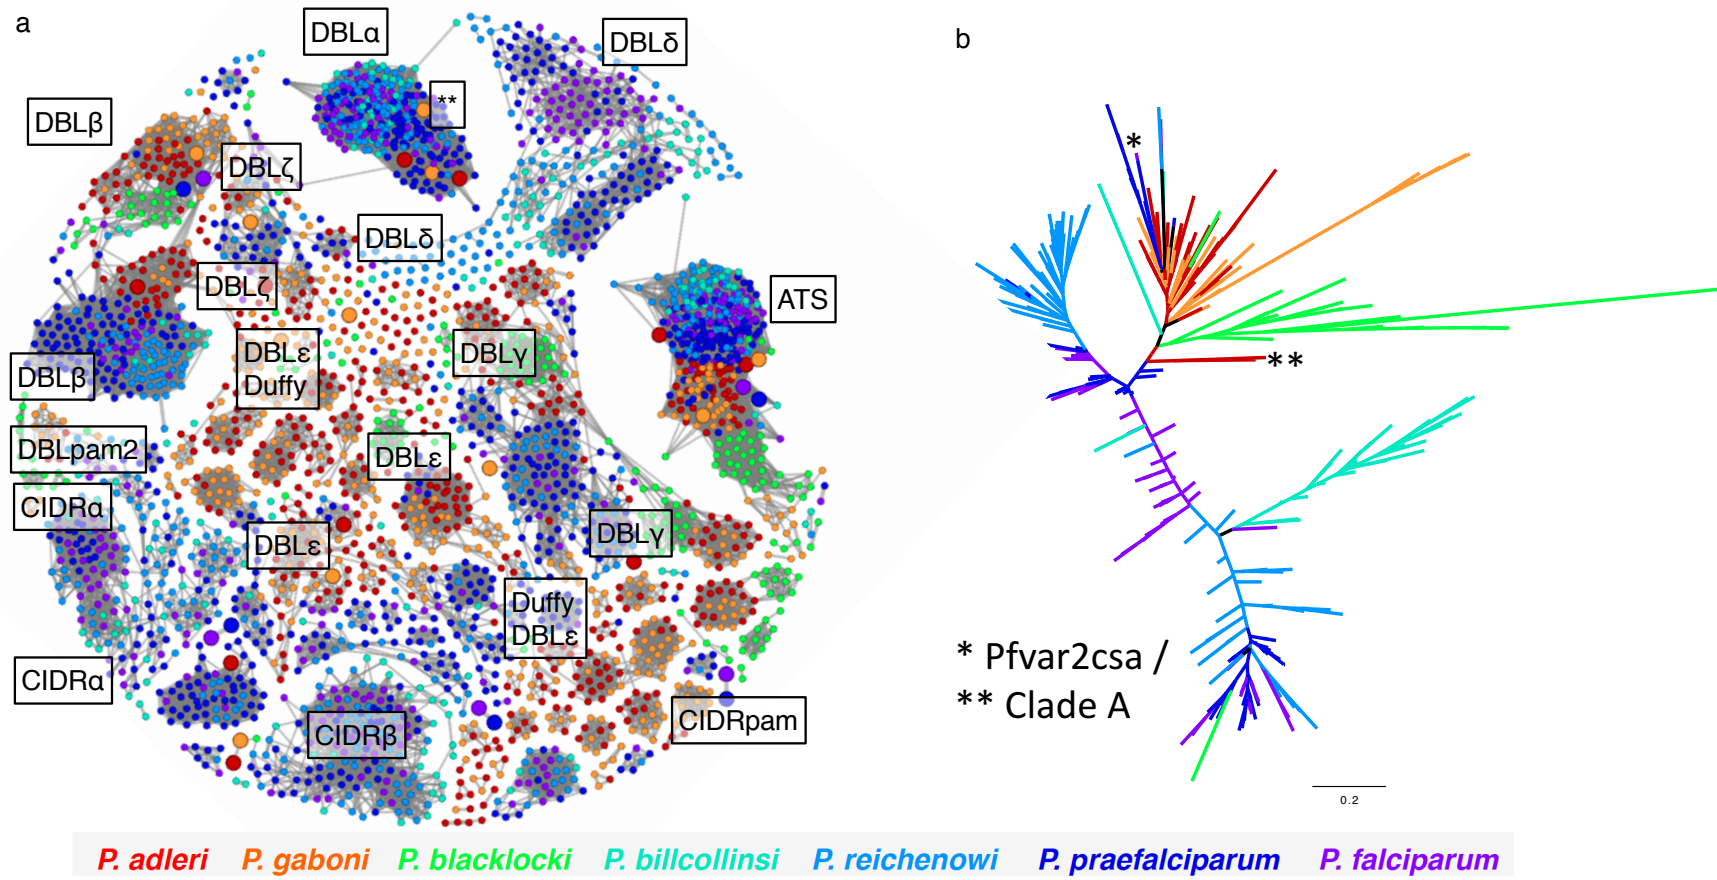 a
DBLα
DBLδ
b
**
DBLβ
DBLζ
*
DBLδ
DBLζ
ATS
DBLε
Duffy
DBLγ
**
DBLβ
DBLpam2
DBLε
CIDRα
DBLε
DBLγ
Duffy
DBLε
* Pfvar2csa /
** Clade A
CIDRα
CIDRβ
CIDRpam
0.2
P. adleri P. gaboni P. blacklocki P. billcollinsi P. reichenowi P. praefalciparum P. falciparum